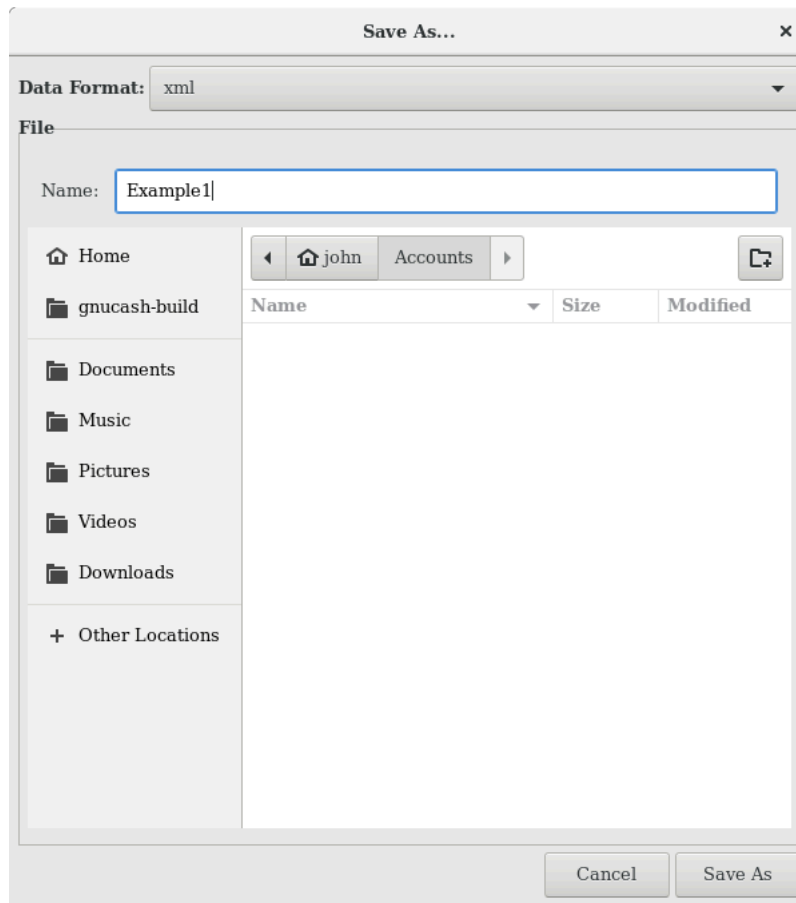 Save As...
Data Format: xml
File
Name: Example1
Home
gnucash-build
Documents
Music
Pictures
Videos
Downloads
Other Locations
john Accounts
Name Size Modified
Cancel Save As